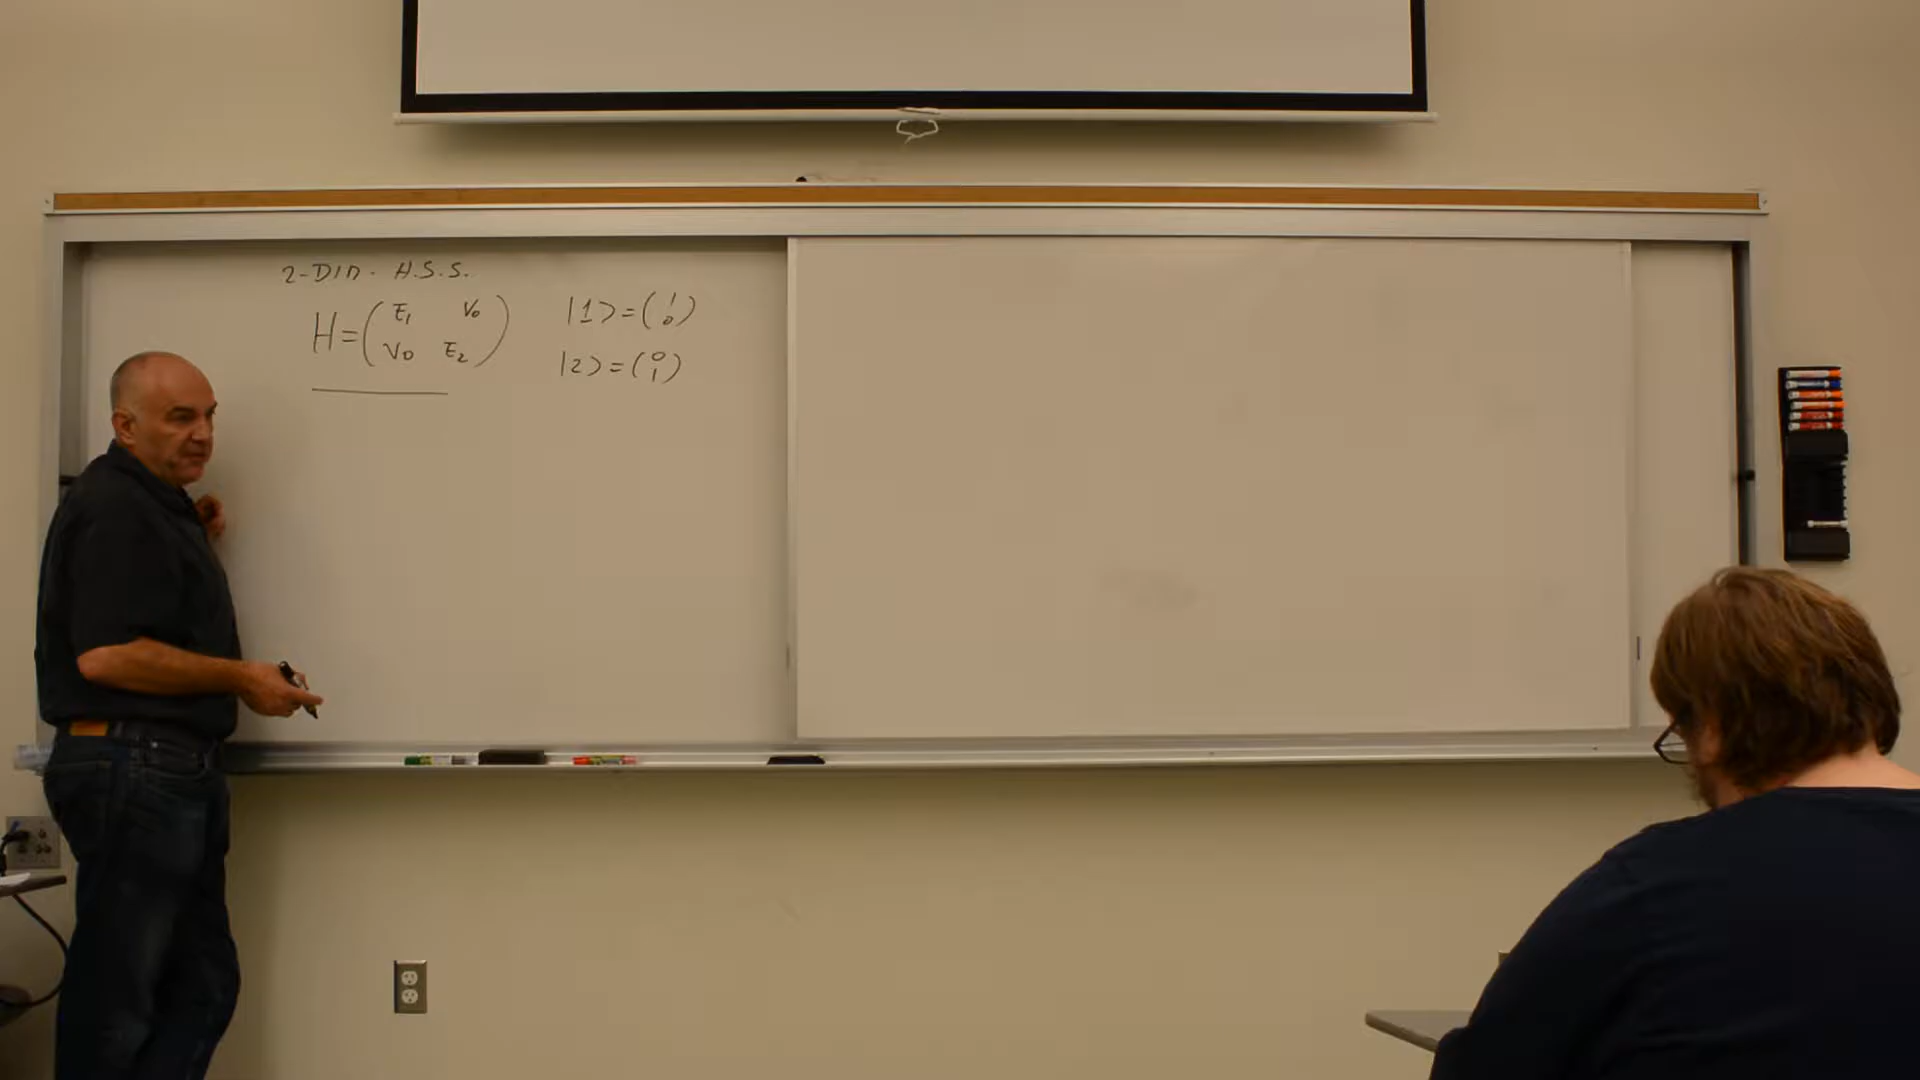 2-DIM. H.S.S.
H = ( E₁ V₀ ) |1⟩ = ( 1 0 )
( V₀ E₂ ) |2⟩ = ( 0 1 )